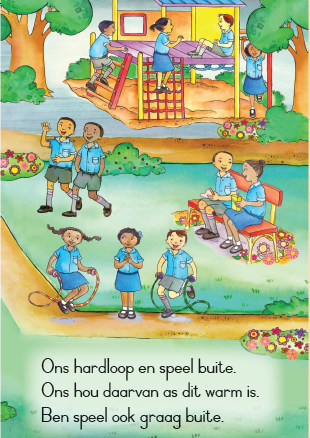 Ons hardloop en speel buite.
Ons hou daarvan as dit warm is.
Ben speel ook graag buite.